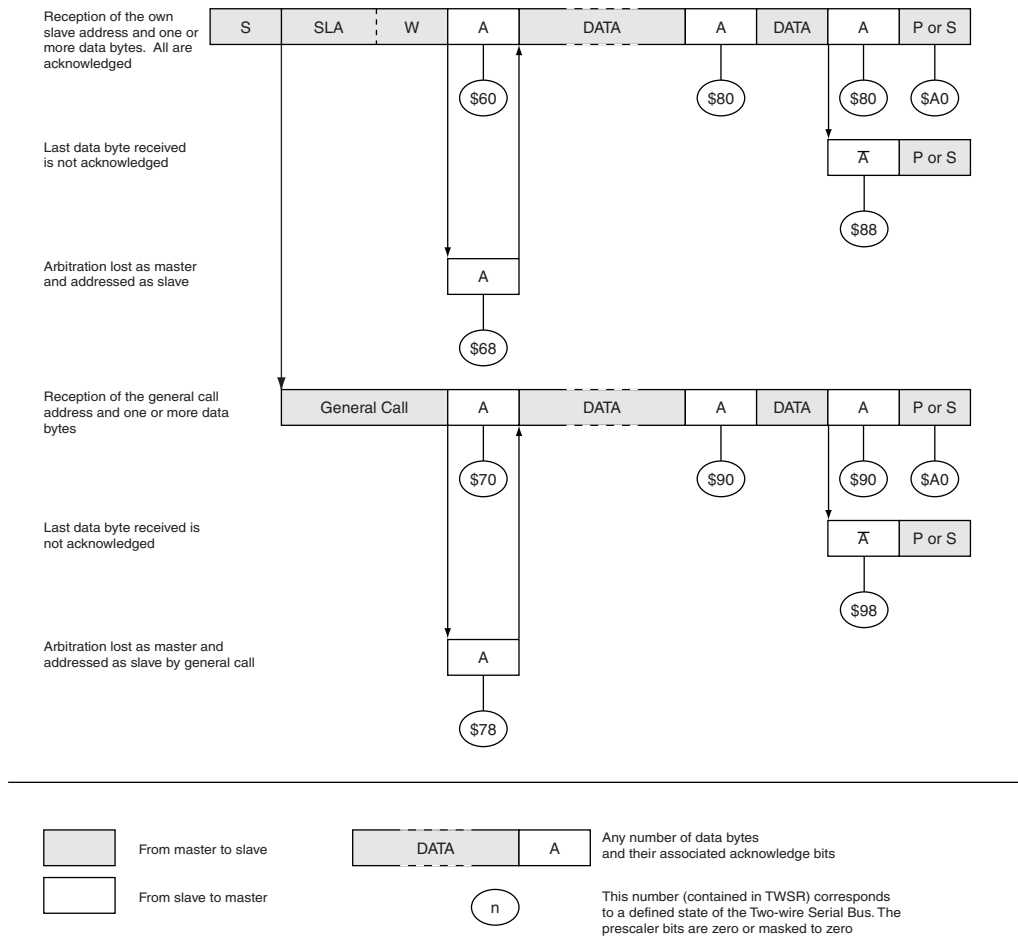 Reception of the own
slave address and one or
more data bytes. All are
acknowledged
S SLA W A DATA A DATA A P or S
$60 $80 $80 $A0
Last data byte received
is not acknowledged
A̅ P or S
$88
Arbitration lost as master
and addressed as slave
A
$68
Reception of the general call
address and one or more data
bytes
General Call A DATA A DATA A P or S
$70 $90 $90 $A0
Last data byte received is
not acknowledged
A̅ P or S
$98
Arbitration lost as master and
addressed as slave by general call
A
$78
From master to slave
DATA A
Any number of data bytes
and their associated acknowledge bits
From slave to master
n
This number (contained in TWSR) corresponds
to a defined state of the Two-wire Serial Bus. The
prescaler bits are zero or masked to zero